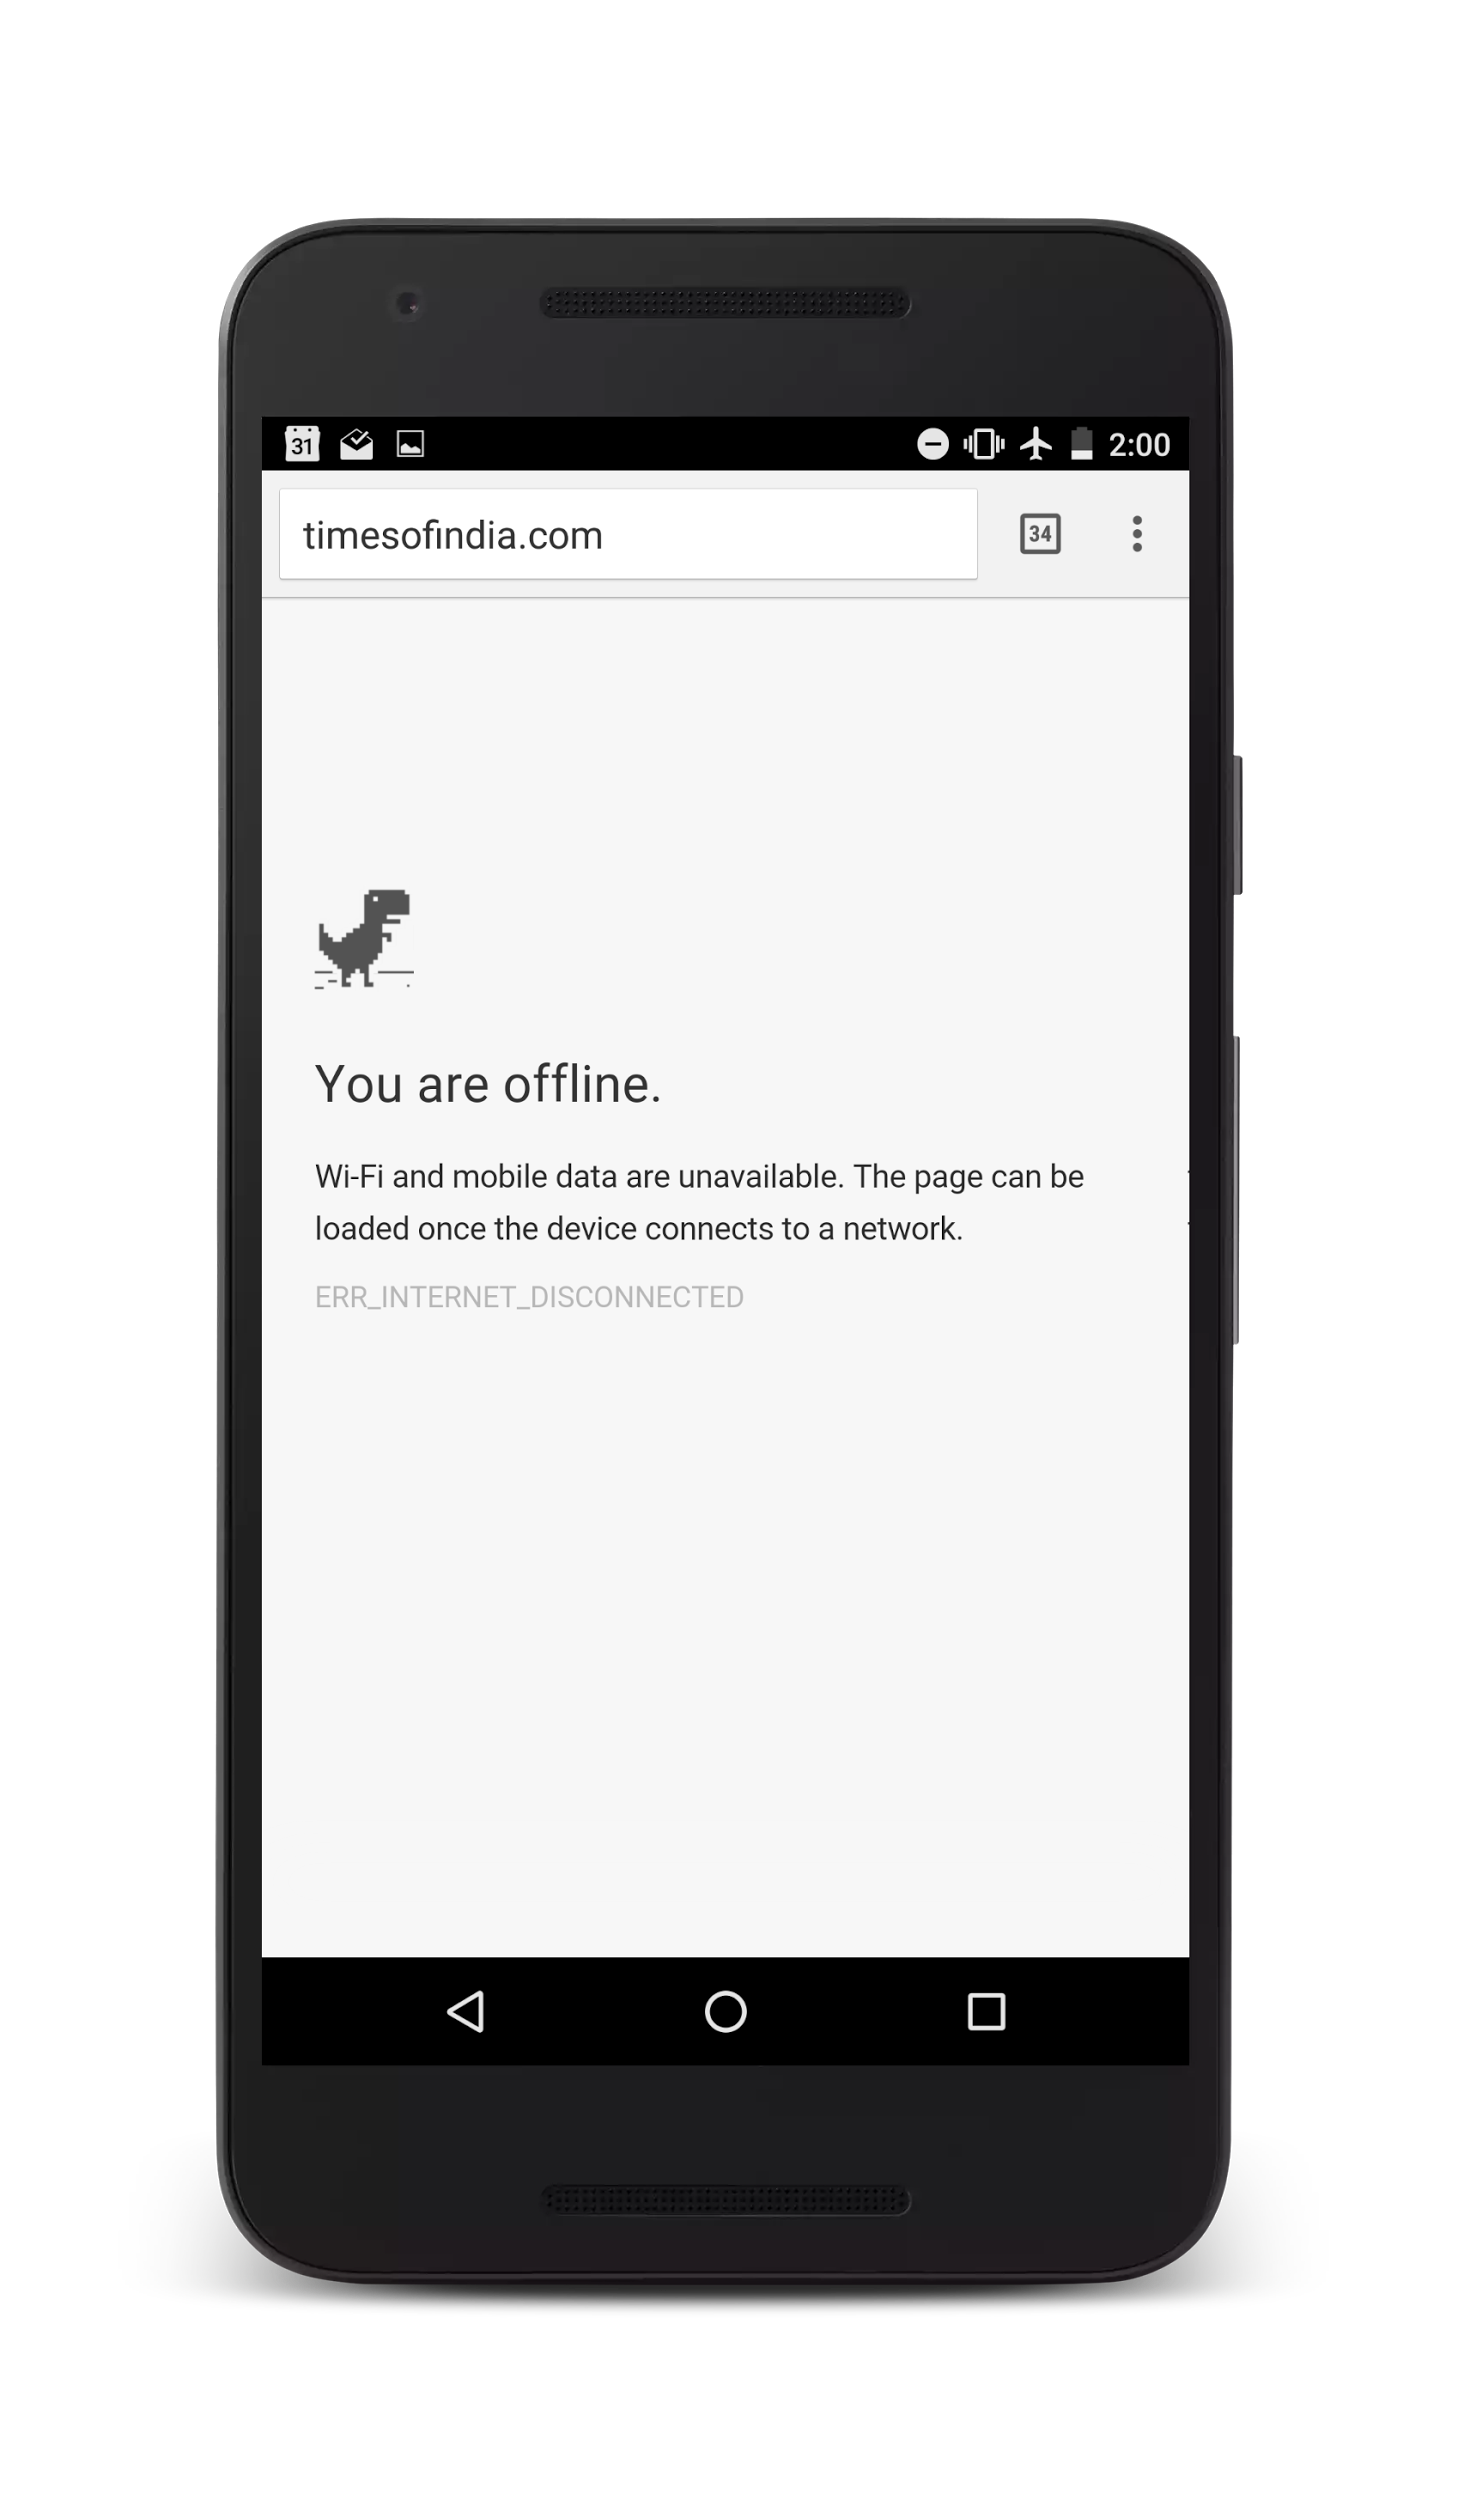 31 2:00
timesofindia.com 34
You are offline.
Wi-Fi and mobile data are unavailable. The page can be
loaded once the device connects to a network.
ERR_INTERNET_DISCONNECTED